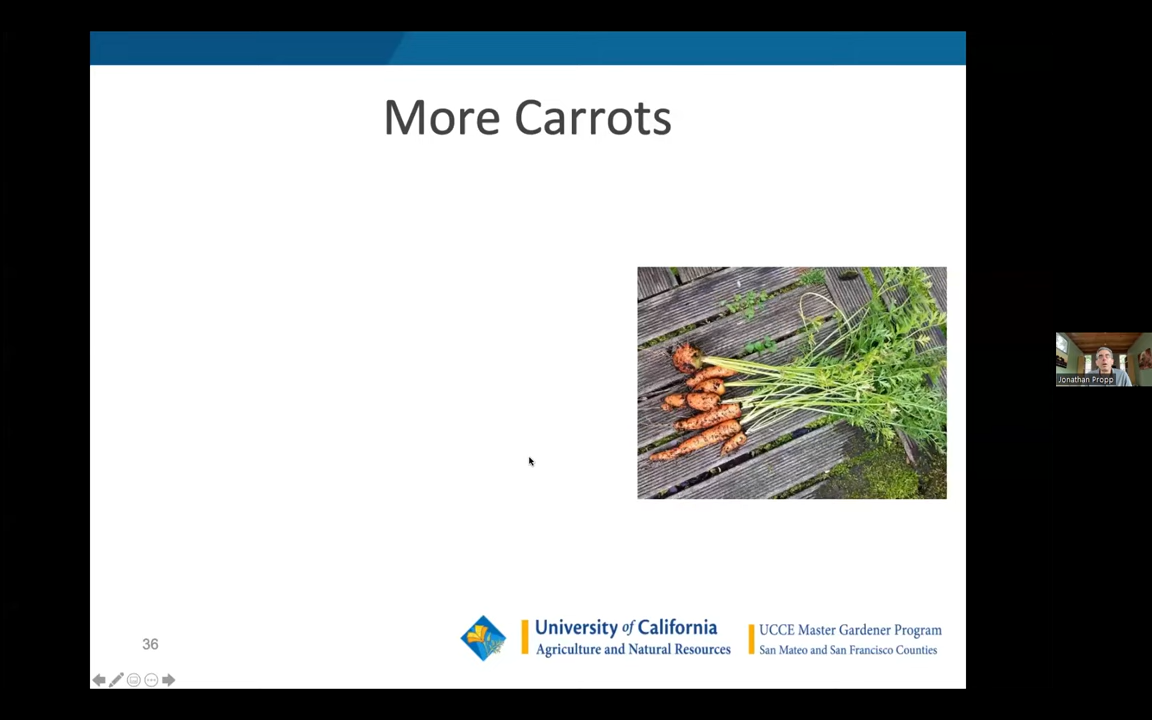 More Carrots
Jonathan Propp
University of California
Agriculture and Natural Resources
UCCE Master Gardener Program
San Mateo and San Francisco Counties
36